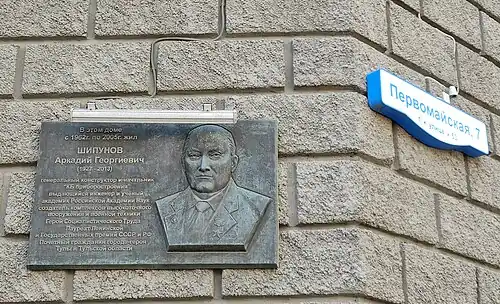 В этом доме
с 1962г. по 2005г. жил
ШИПУНОВ
Аркадий Георгиевич
(1927 - 2013)
генеральный конструктор и начальник
КБ приборостроения,
выдающийся инженер и учёный,
академик Российской Академии Наук
создатель комплексов высокоточного
вооружения и военной техники
Герой Социалистического Труда
Лауреат Ленинской
и Государственных премий СССР и РФ
Почётный гражданин города-героя
Тулы и Тульской области
Первомайская, 7
улица